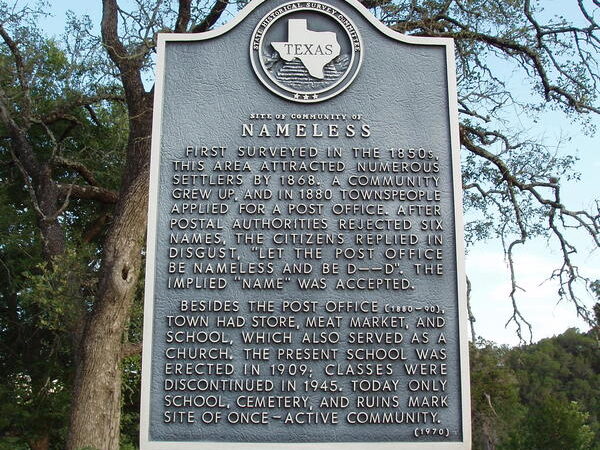 STATE HISTORICAL SURVEY COMMITTEE
TEXAS
SITE OF COMMUNITY OF
NAMELESS
FIRST SURVEYED IN THE 1850s,
THIS AREA ATTRACTED NUMEROUS
SETTLERS BY 1868. A COMMUNITY
GREW UP, AND IN 1880 TOWNSPEOPLE
APPLIED FOR A POST OFFICE. AFTER
POSTAL AUTHORITIES REJECTED SIX
NAMES, THE CITIZENS REPLIED IN
DISGUST, "LET THE POST OFFICE
BE NAMELESS AND BE D——D". THE
IMPLIED "NAME" WAS ACCEPTED.
BESIDES THE POST OFFICE (1880-90),
TOWN HAD STORE, MEAT MARKET, AND
SCHOOL, WHICH ALSO SERVED AS A
CHURCH. THE PRESENT SCHOOL WAS
ERECTED IN 1909; CLASSES WERE
DISCONTINUED IN 1945. TODAY ONLY
SCHOOL, CEMETERY, AND RUINS MARK
SITE OF ONCE-ACTIVE COMMUNITY.
(1970)